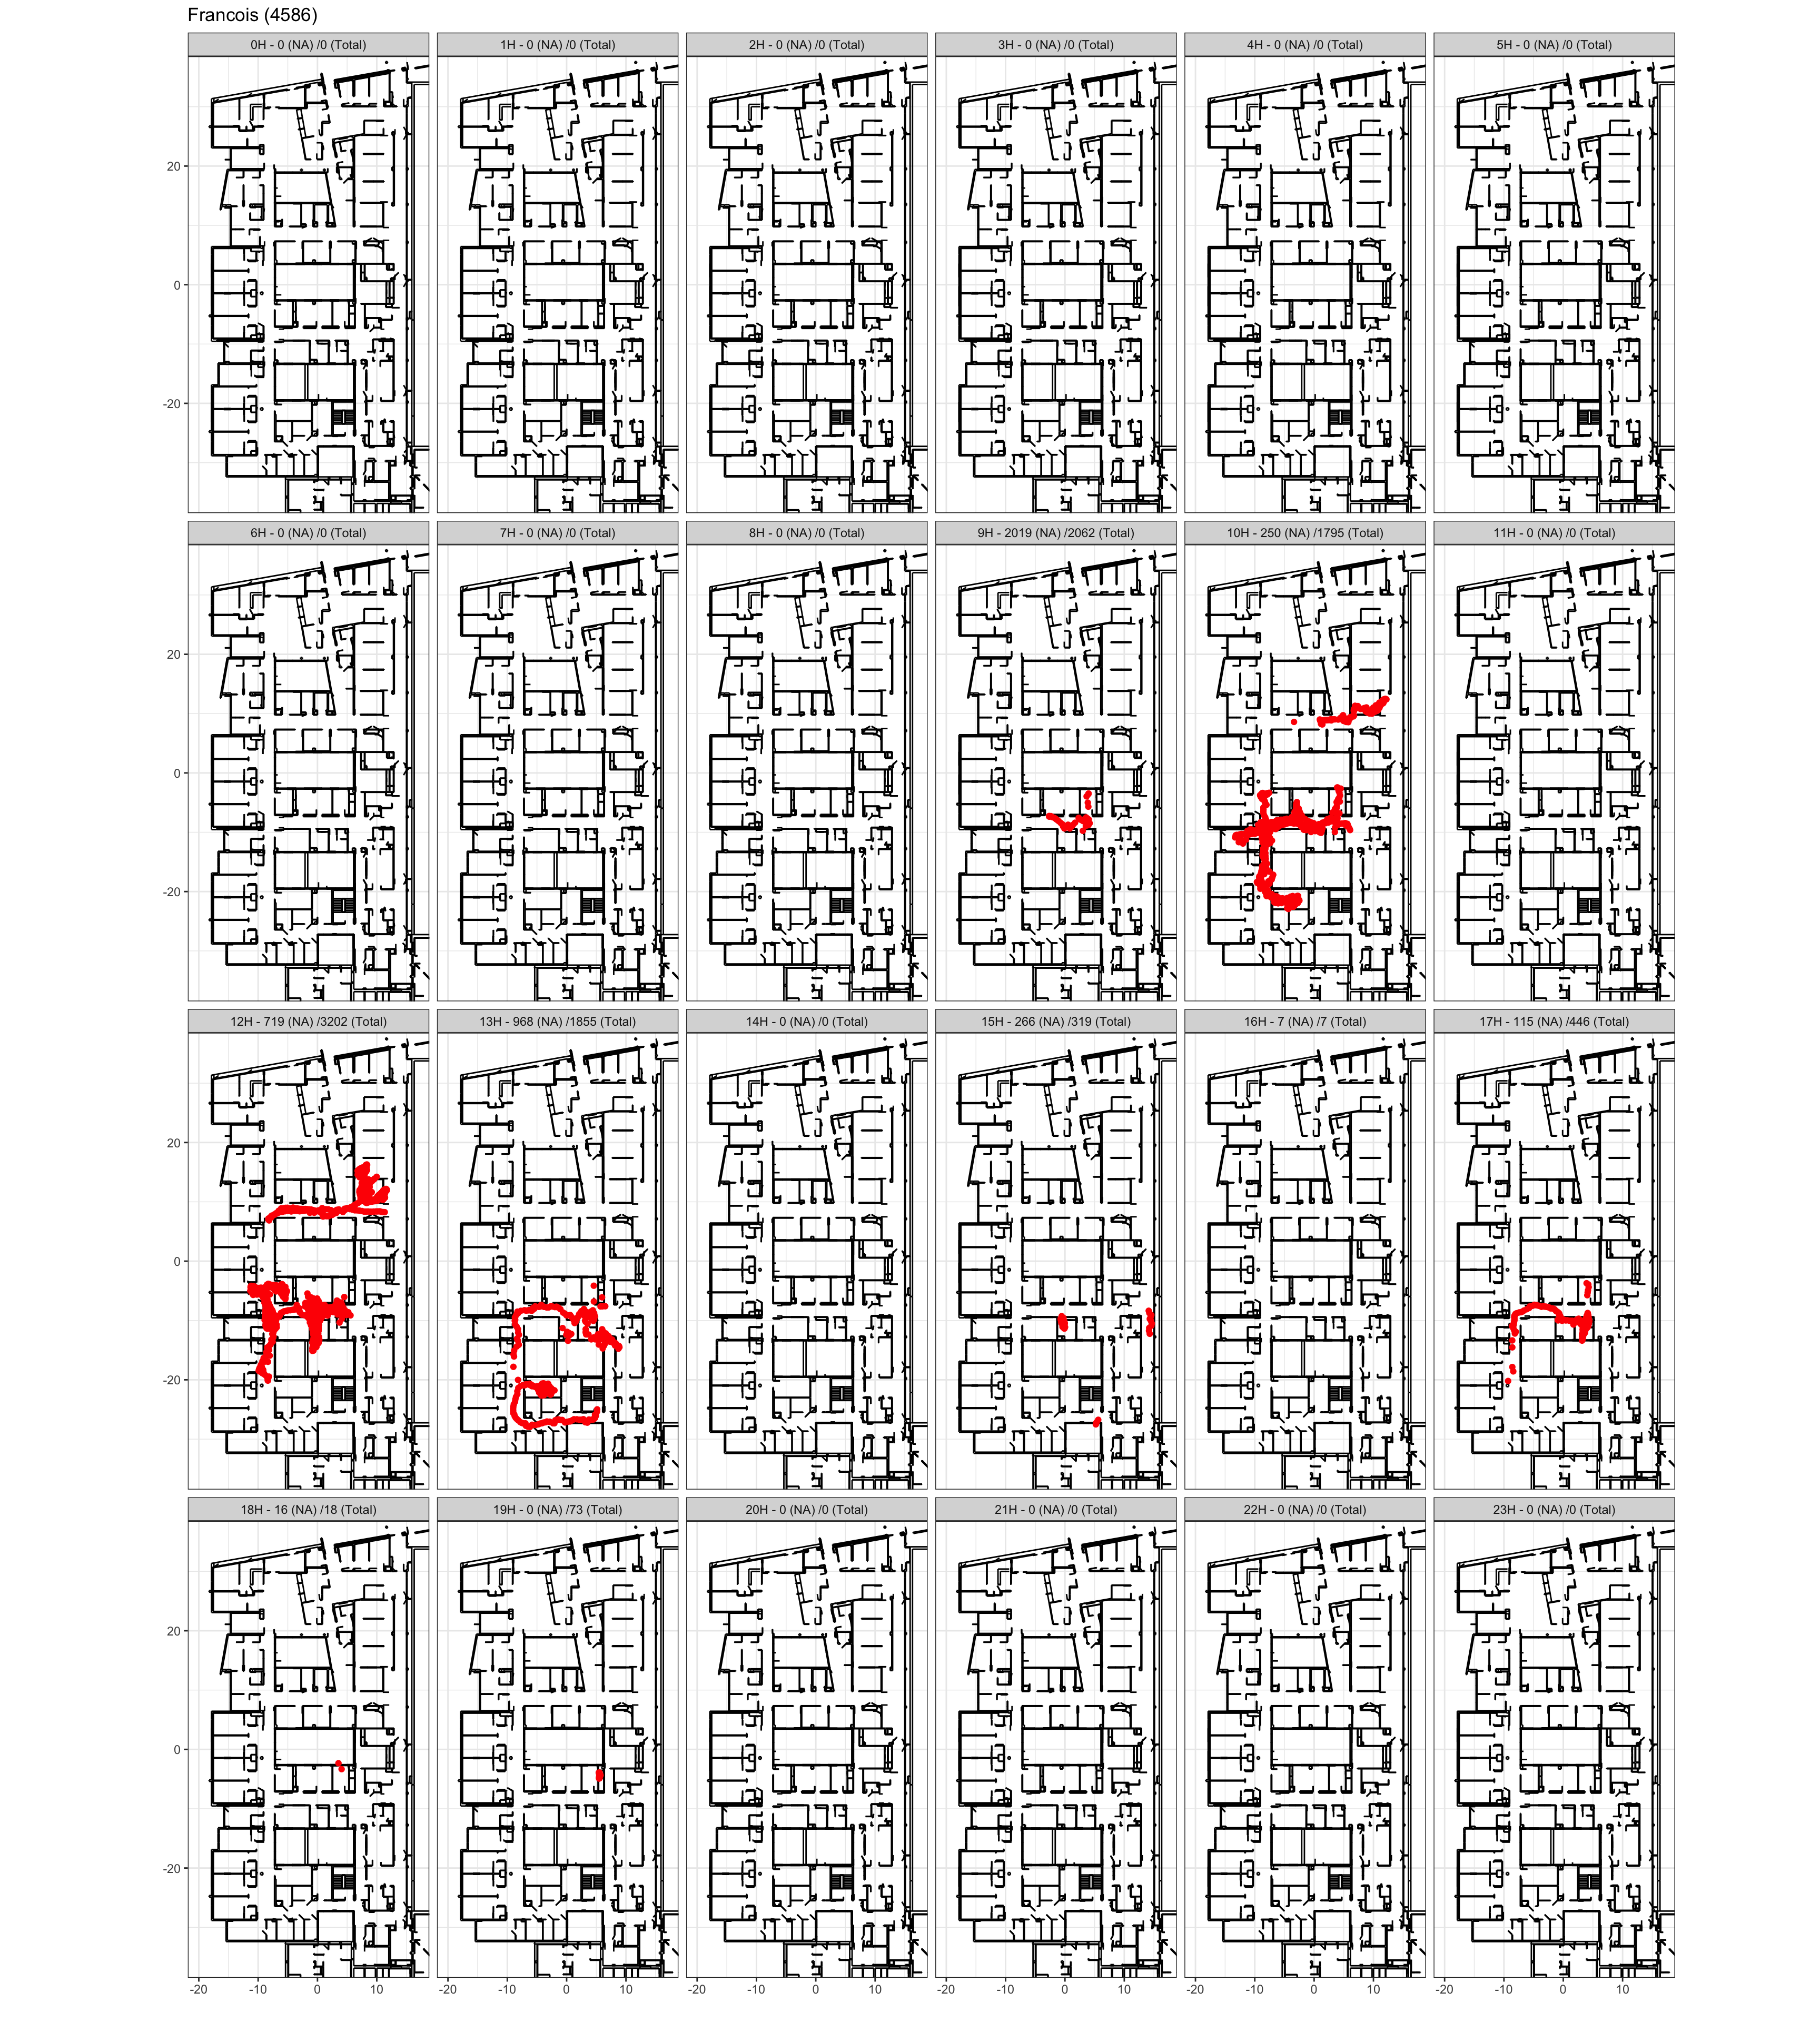 Francois (4586)
0H - 0 (NA) /0 (Total) 1H - 0 (NA) /0 (Total) 2H - 0 (NA) /0 (Total) 3H - 0 (NA) /0 (Total) 4H - 0 (NA) /0 (Total) 5H - 0 (NA) /0 (Total)
20
0
-20
6H - 0 (NA) /0 (Total) 7H - 0 (NA) /0 (Total) 8H - 0 (NA) /0 (Total) 9H - 2019 (NA) /2062 (Total) 10H - 250 (NA) /1795 (Total) 11H - 0 (NA) /0 (Total)
20
0
-20
12H - 719 (NA) /3202 (Total) 13H - 968 (NA) /1855 (Total) 14H - 0 (NA) /0 (Total) 15H - 266 (NA) /319 (Total) 16H - 7 (NA) /7 (Total) 17H - 115 (NA) /446 (Total)
20
0
-20
18H - 16 (NA) /18 (Total) 19H - 0 (NA) /73 (Total) 20H - 0 (NA) /0 (Total) 21H - 0 (NA) /0 (Total) 22H - 0 (NA) /0 (Total) 23H - 0 (NA) /0 (Total)
20
0
-20
-20 -10 0 10 -20 -10 0 10 -20 -10 0 10 -20 -10 0 10 -20 -10 0 10 -20 -10 0 10